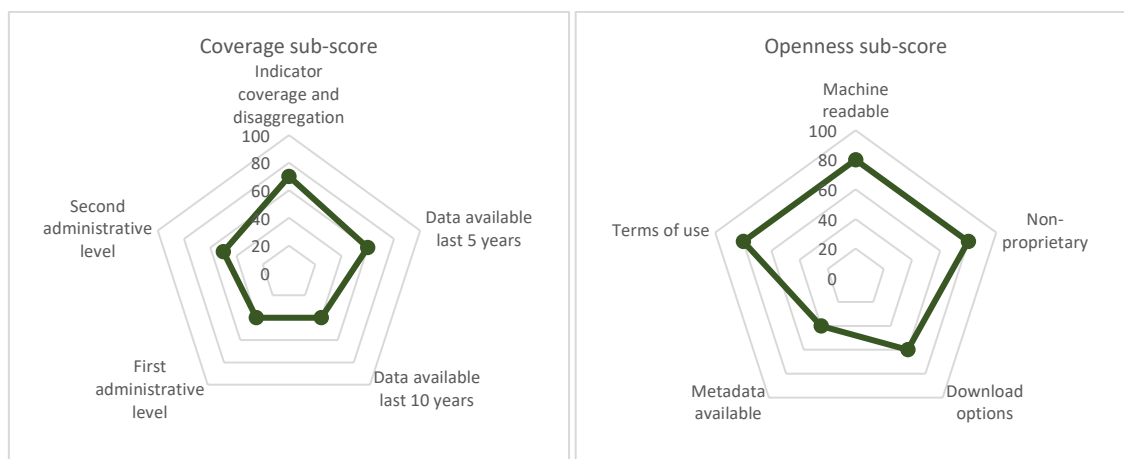 Coverage sub-score
Indicator
coverage and
disaggregation
100
80
60
40
20
0
Data available
last 5 years
Data available
last 10 years
First
administrative
level
Second
administrative
level
Openness sub-score
Machine
readable
100
80
60
40
20
0
Non-
proprietary
Download
options
Metadata
available
Terms of use